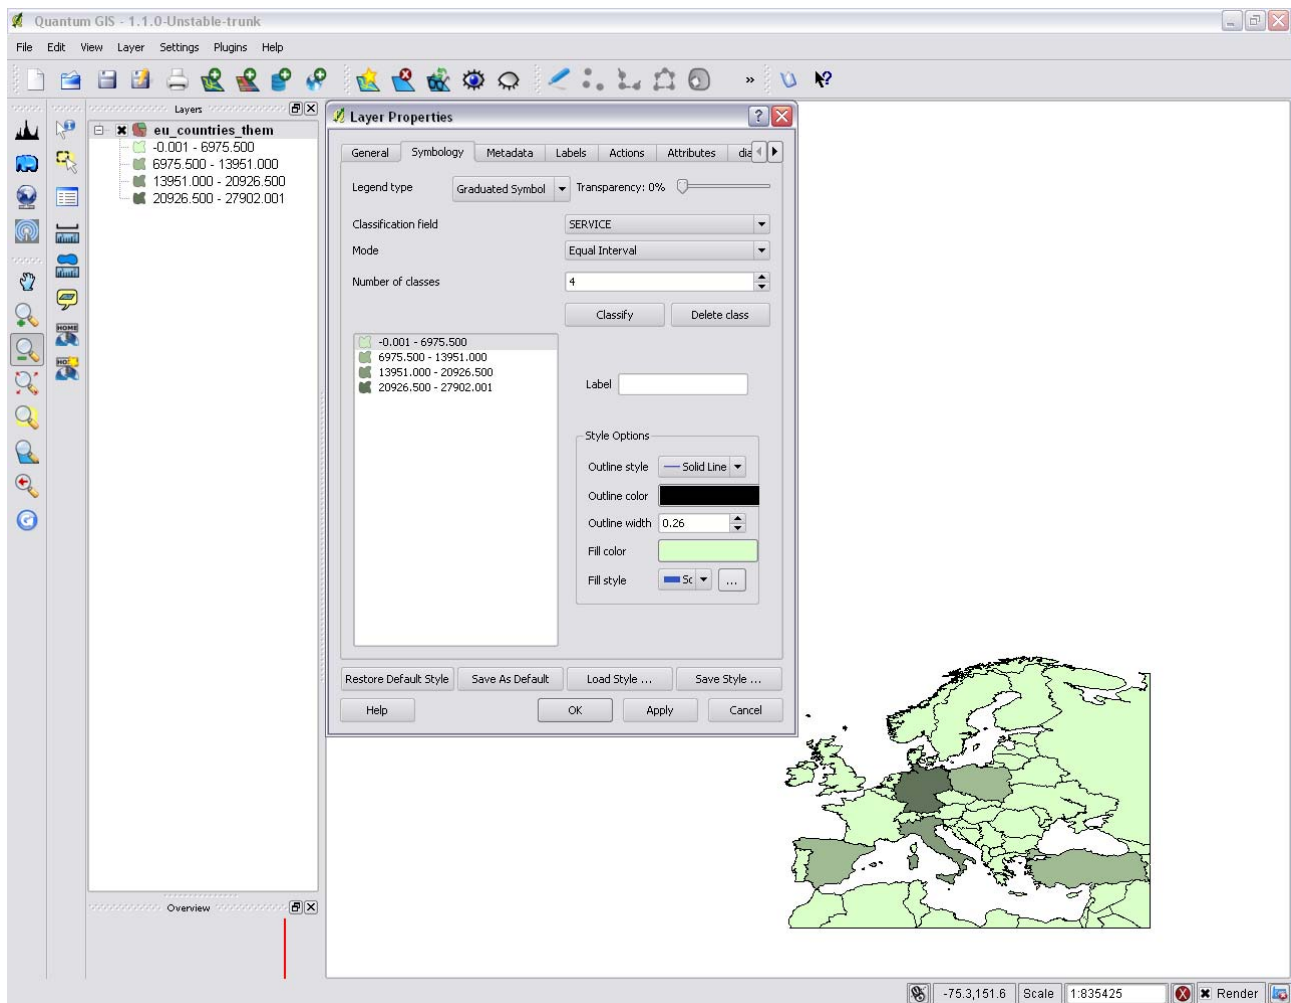 Quantum GIS - 1.1.0-Unstable-trunk
File Edit View Layer Settings Plugins Help
Layers
eu_countries_them
-0.001 - 6975.500
6975.500 - 13951.000
13951.000 - 20926.500
20926.500 - 27902.001
Overview
Layer Properties
General Symbology Metadata Labels Actions Attributes dia
Legend type Graduated Symbol Transparency: 0%
Classification field SERVICE
Mode Equal Interval
Number of classes 4
Classify Delete class
-0.001 - 6975.500
6975.500 - 13951.000
13951.000 - 20926.500
20926.500 - 27902.001
Label
Style Options
Outline style Solid Line
Outline color
Outline width 0.26
Fill color
Fill style Sc ...
Restore Default Style Save As Default Load Style ... Save Style ...
Help OK Apply Cancel
-75.3,151.6 Scale 1:835425 Render